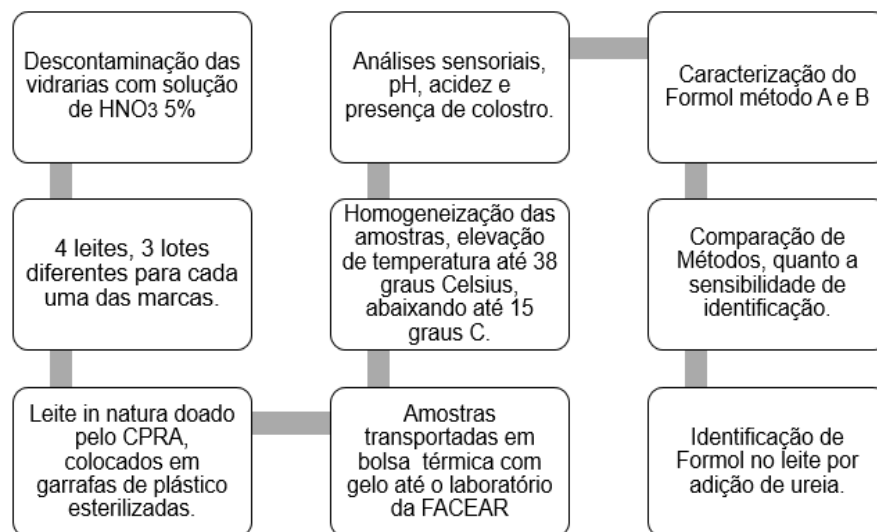 Descontaminação das
vidrarias com solução
de HNO3 5%
4 leites, 3 lotes
diferentes para cada
uma das marcas.
Leite in natura doado
pelo CPRA,
colocados em
garrafas de plástico
esterilizadas.
Amostras
transportadas em
bolsa térmica com
gelo até o laboratório
da FACEAR
Homogeneização das
amostras, elevação
de temperatura até 38
graus Celsius,
abaixando até 15
graus C.
Análises sensoriais,
pH, acidez e
presença de colostro.
Caracterização do
Formol método A e B
Comparação de
Métodos, quanto a
sensibilidade de
identificação.
Identificação de
Formol no leite por
adição de ureia.